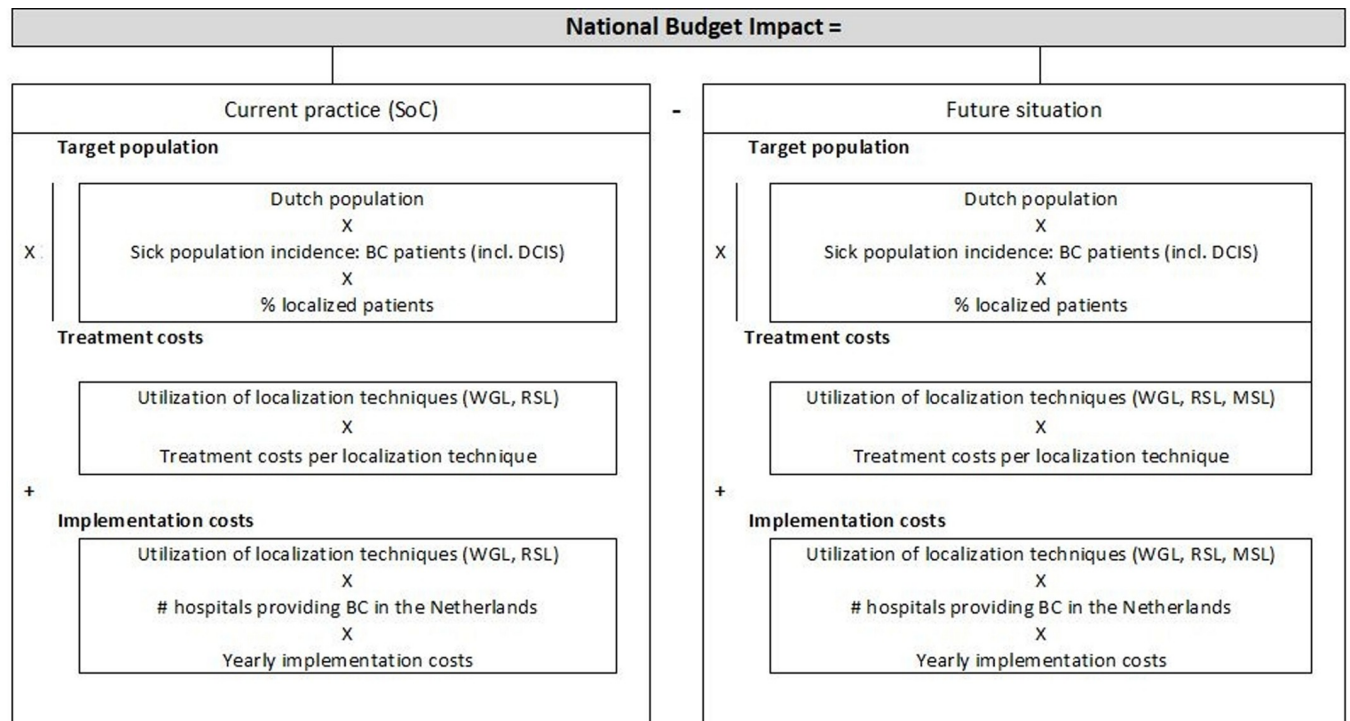 National Budget Impact =
Current practice (SoC)
-
Future situation
Target population
Dutch population
X
Sick population incidence: BC patients (incl. DCIS)
X
% localized patients
X
Treatment costs
Utilization of localization techniques (WGL, RSL)
X
Treatment costs per localization technique
+
Implementation costs
Utilization of localization techniques (WGL, RSL)
X
# hospitals providing BC in the Netherlands
X
Yearly implementation costs
Target population
Dutch population
X
Sick population incidence: BC patients (incl. DCIS)
X
% localized patients
X
Treatment costs
Utilization of localization techniques (WGL, RSL, MSL)
X
Treatment costs per localization technique
+
Implementation costs
Utilization of localization techniques (WGL, RSL, MSL)
X
# hospitals providing BC in the Netherlands
X
Yearly implementation costs